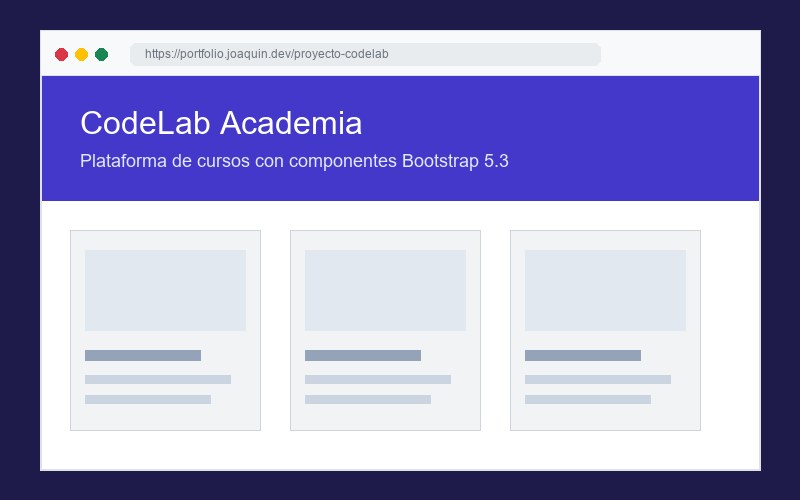 https://portfolio.joaquin.dev/proyecto-codelab
CodeLab Academia
Plataforma de cursos con componentes Bootstrap 5.3